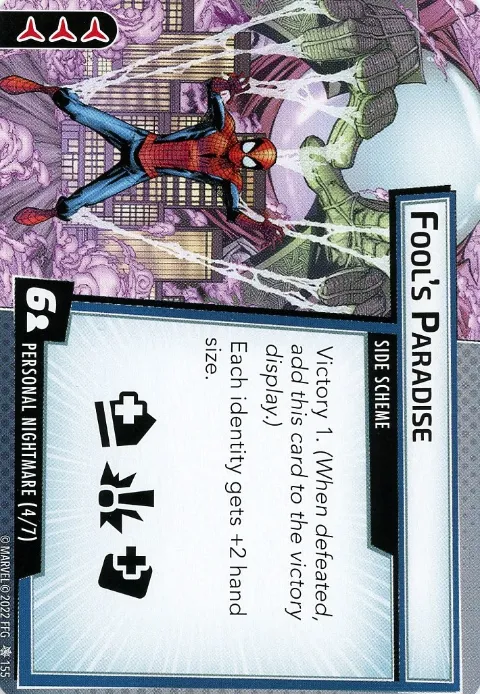 FOOL'S PARADISE
SIDE SCHEME
Victory 1. (When defeated,
add this card to the victory
display.)
Each identity gets +2 hand
size.
6
PERSONAL NIGHTMARE (4/7)
© MARVEL © 2022 FFG 155